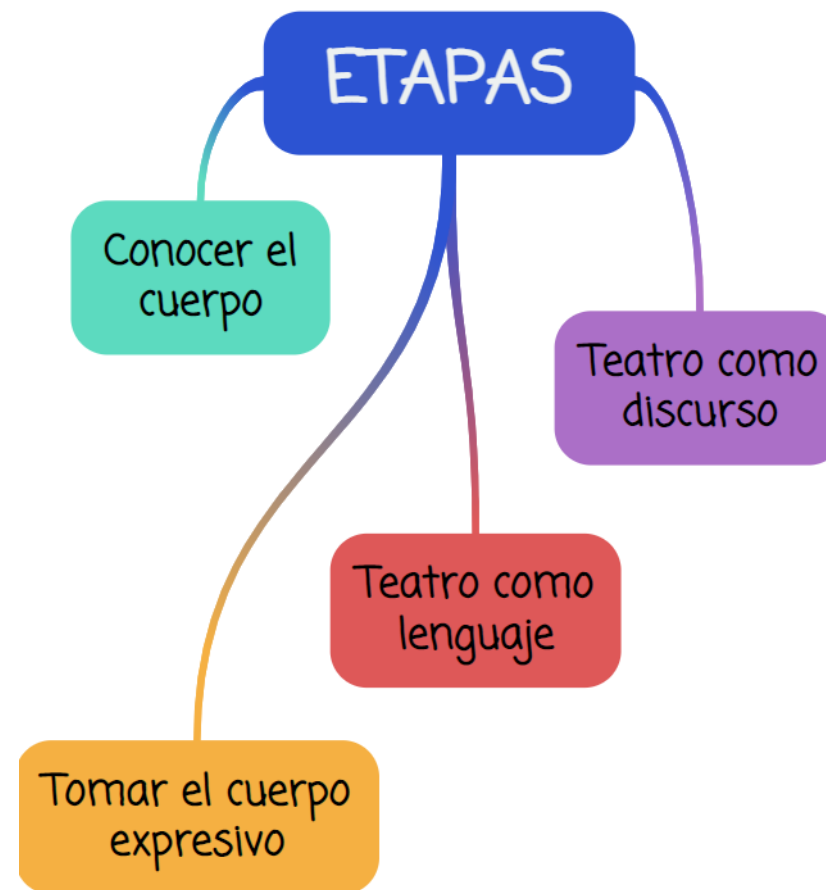 ETAPAS
Conocer el
cuerpo
Teatro como
discurso
Teatro como
lenguaje
Tomar el cuerpo
expresivo